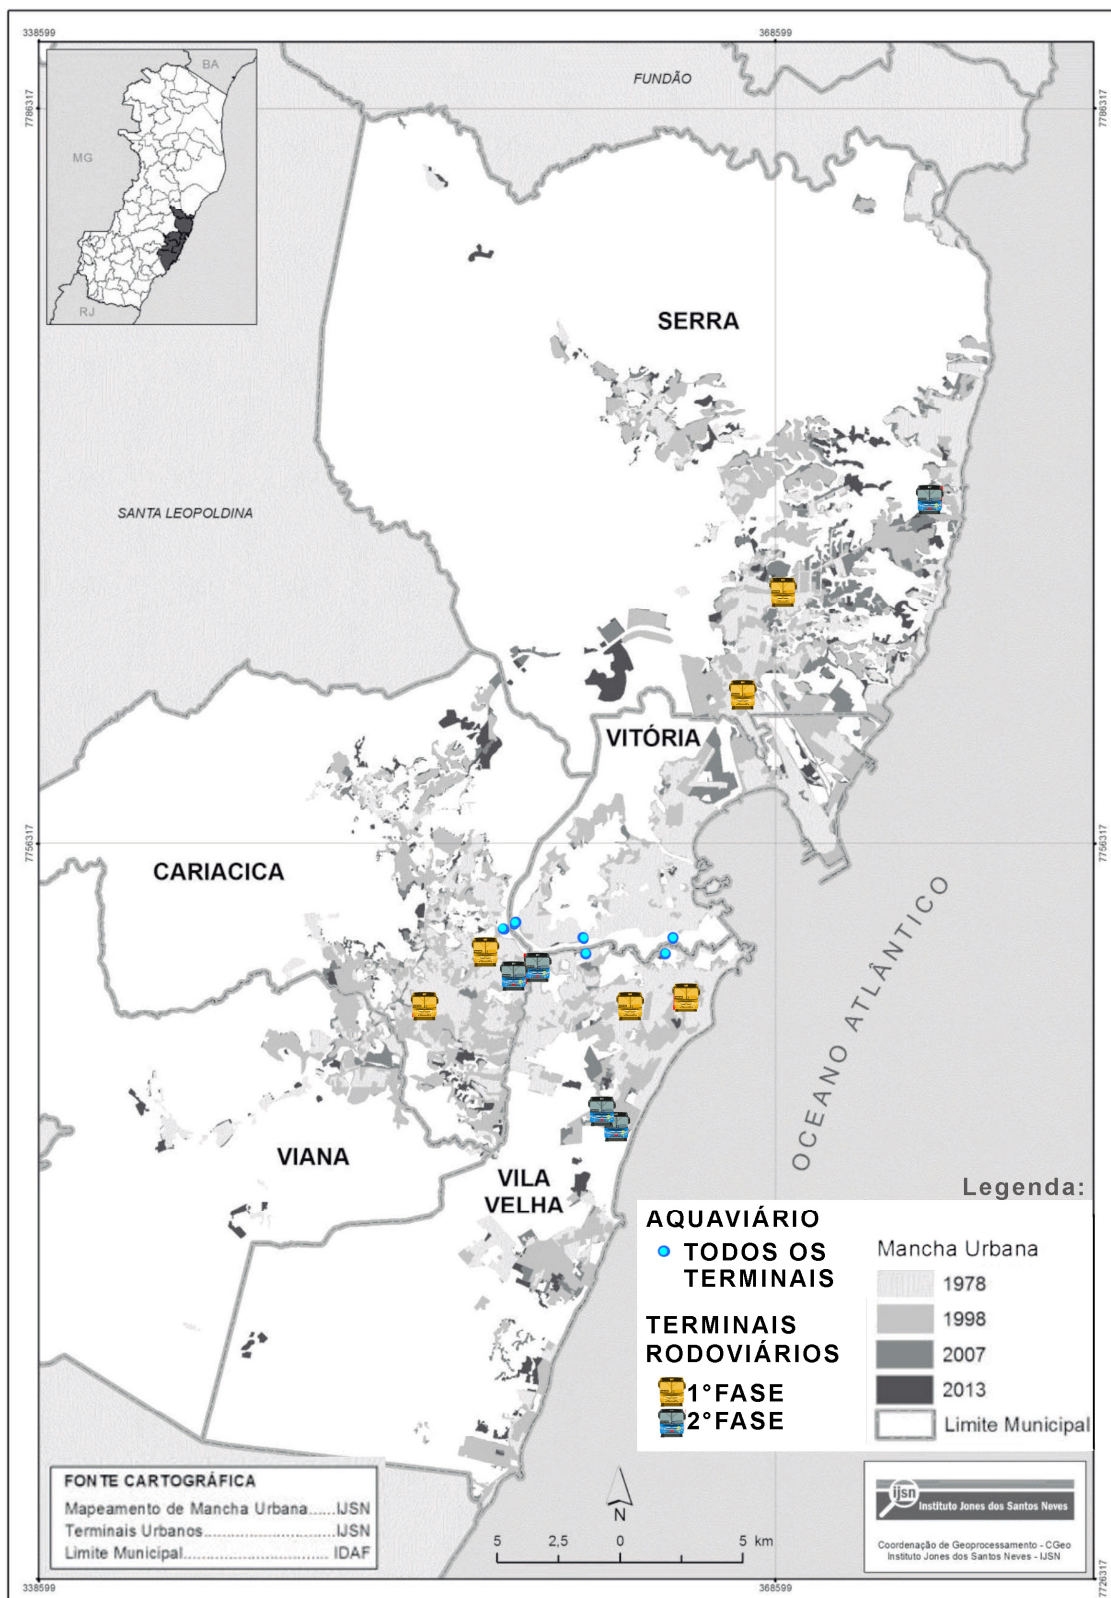 338599
368599
7786317
7786317
BA
MG
RJ
FUNDÃO
SERRA
SANTA LEOPOLDINA
VITÓRIA
7756317
7756317
CARIACICA
OCEANO ATLÂNTICO
VIANA
VILA
VELHA
Legenda:
AQUAVIÁRIO
TODOS OS
TERMINAIS
TERMINAIS
RODOVIÁRIOS
1°FASE
2°FASE
Mancha Urbana
1978
1998
2007
2013
Limite Municipal
FONTE CARTOGRÁFICA
Mapeamento de Mancha Urbana......IJSN
Terminais Urbanos..........................IJSN
Limite Municipal............................. IDAF
N
5 2,5 0 5 km
ijsn Instituto Jones dos Santos Neves
Coordenação de Geoprocessamento - CGeo
Instituto Jones dos Santos Neves - IJSN
338599
368599
7726317